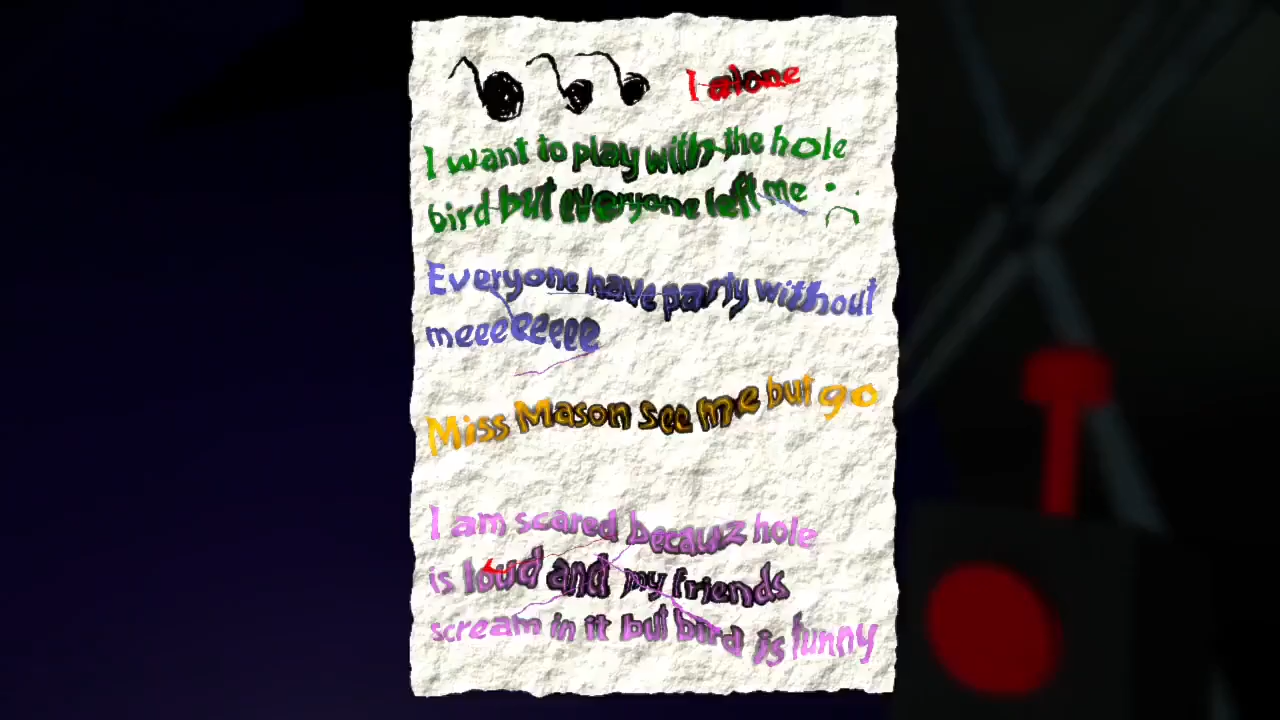 I alone
I want to play with the hole
bird but everyone left me :(
Everyone have party without
meeeeeeeee
Miss Mason see me but go
I am scared becauz hole
is loud and my friends
scream in it but bird is funny